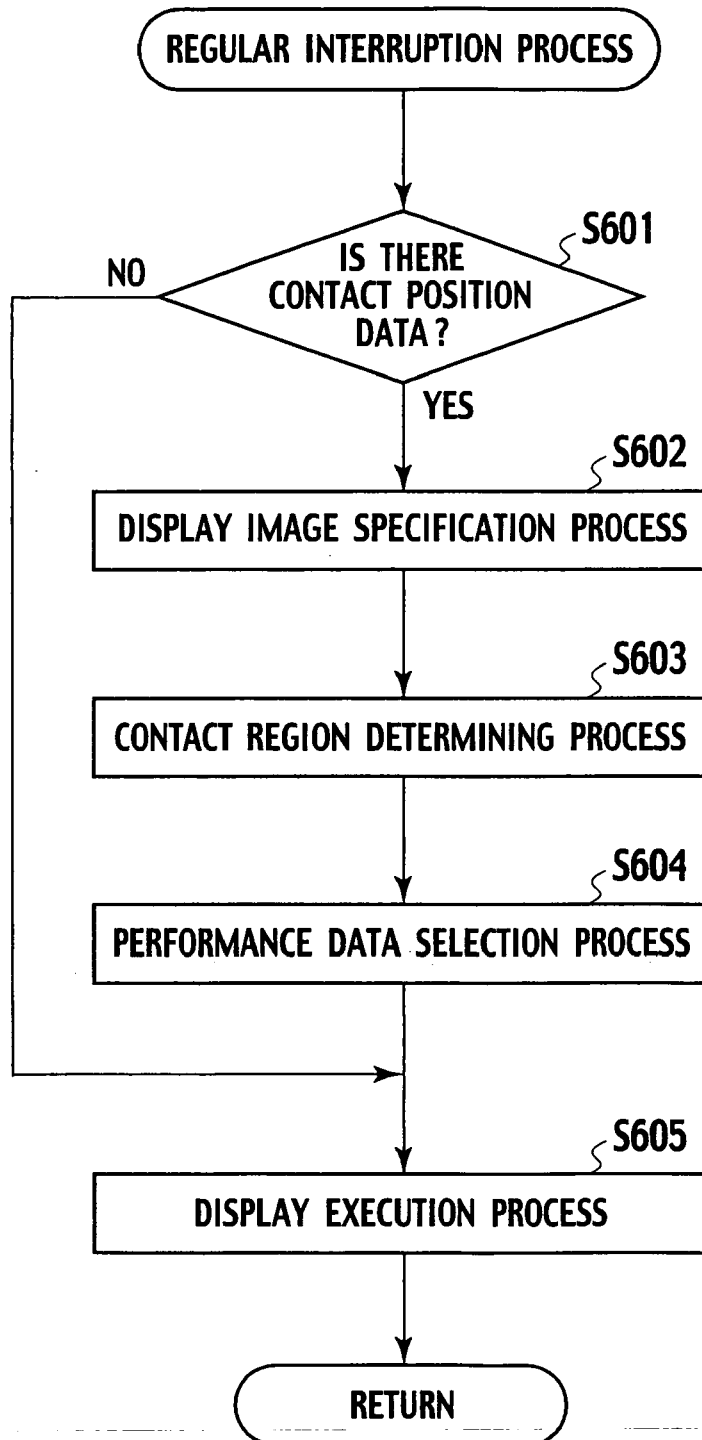 REGULAR INTERRUPTION PROCESS
S601
IS THERE
CONTACT POSITION
DATA?
NO
YES
S602
DISPLAY IMAGE SPECIFICATION PROCESS
S603
CONTACT REGION DETERMINING PROCESS
S604
PERFORMANCE DATA SELECTION PROCESS
S605
DISPLAY EXECUTION PROCESS
RETURN